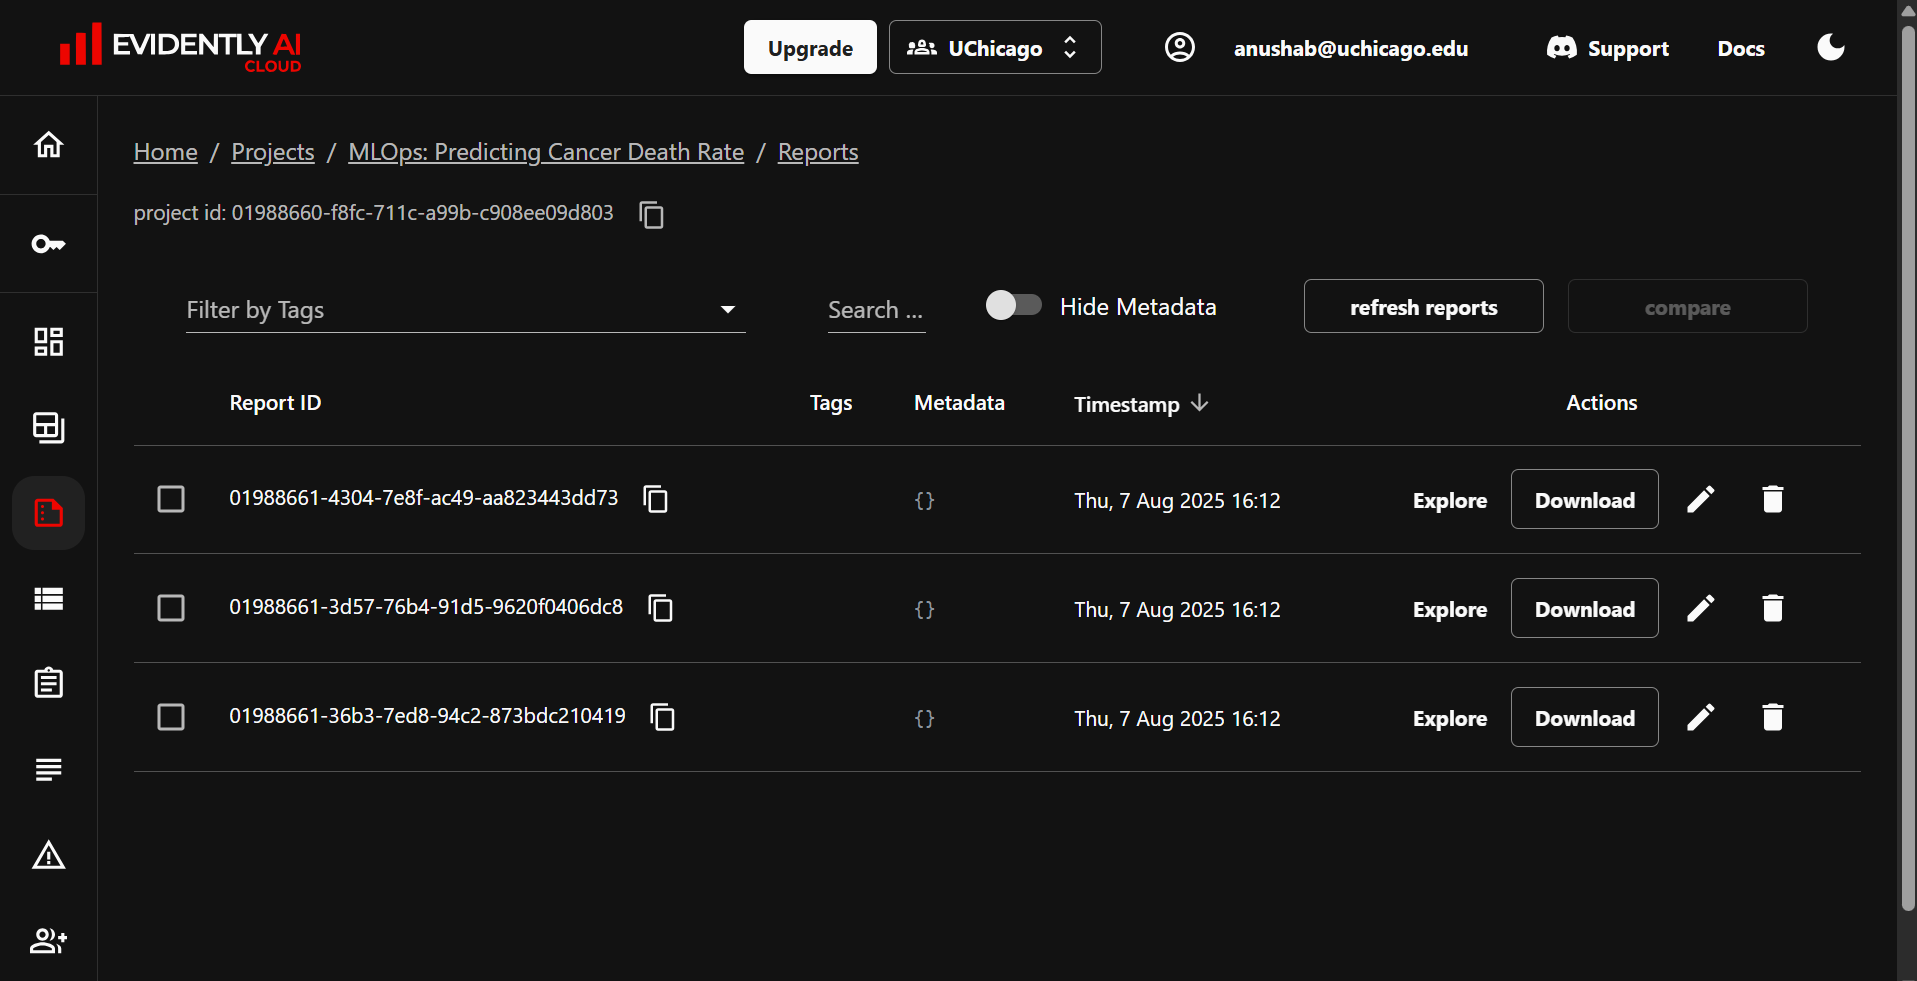 EVIDENTLY AI
CLOUD
Upgrade
UChicago
anushab@uchicago.edu
Support
Docs
Home / Projects / MLOps: Predicting Cancer Death Rate / Reports
project id: 01988660-f8fc-711c-a99b-c908ee09d803
Filter by Tags
Search ...
Hide Metadata
refresh reports
compare
Report ID Tags Metadata Timestamp Actions
01988661-4304-7e8f-ac49-aa823443dd73 {} Thu, 7 Aug 2025 16:12 Explore Download
01988661-3d57-76b4-91d5-9620f0406dc8 {} Thu, 7 Aug 2025 16:12 Explore Download
01988661-36b3-7ed8-94c2-873bdc210419 {} Thu, 7 Aug 2025 16:12 Explore Download